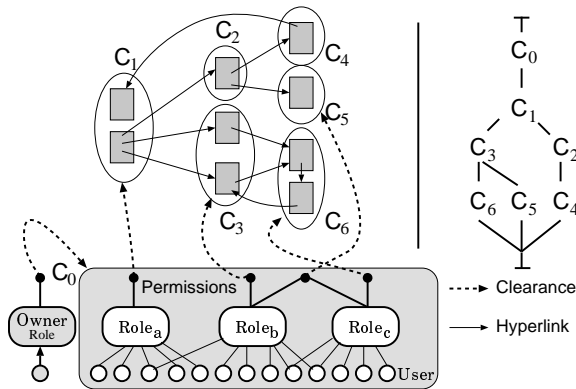 C1
C2
C4
C5
C3
C6
C0
C1
C3
C2
C6
C5
C4
C0
Permissions
Clearance
Owner
Role
Rolea
Roleb
Rolec
Hyperlink
User